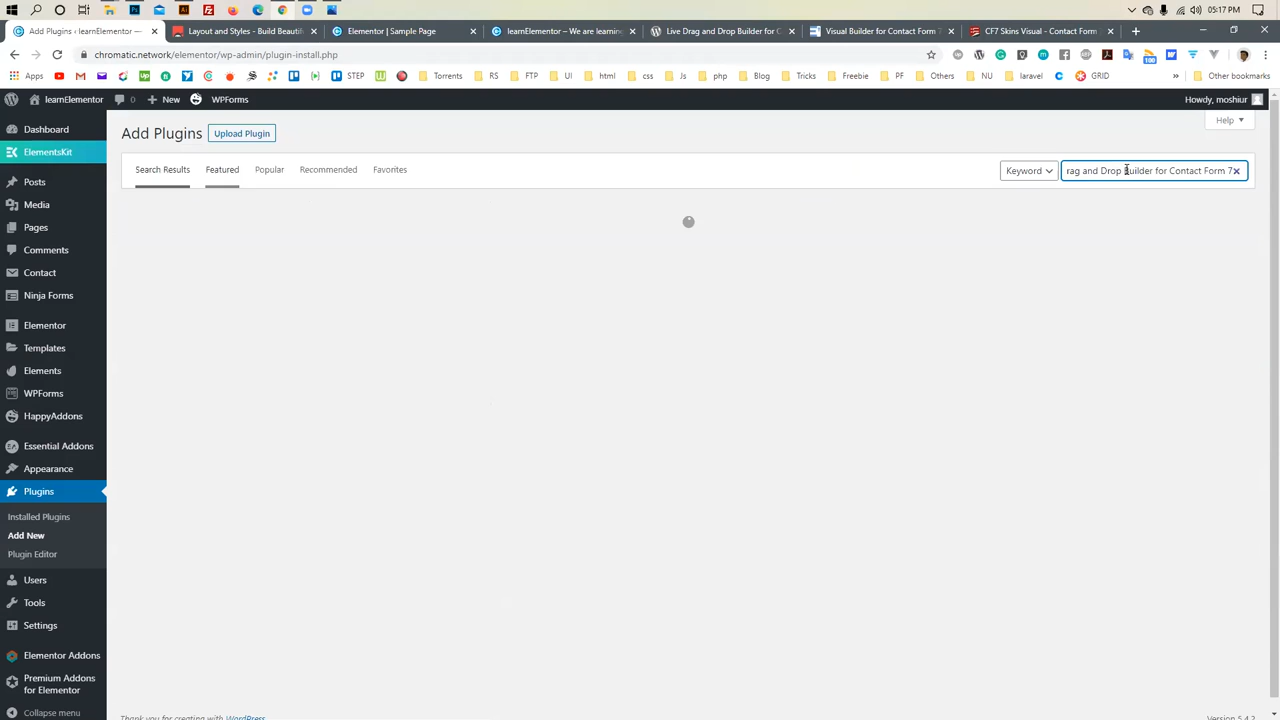 05:17 PM
Add Plugins ‹ learnElementor —
Layout and Styles - Build Beautif
Elementor | Sample Page
learnElementor – We are learning
Live Drag and Drop Builder for C
Visual Builder for Contact Form 7
CF7 Skins Visual - Contact Form
chromatic.network/elementor/wp-admin/plugin-install.php
Apps
STEP
Torrents
RS
FTP
UI
html
css
Js
php
Blog
Tricks
Freebie
PF
Others
NU
laravel
GRID
Other bookmarks
learnElementor
0
New
WPForms
Howdy, moshiur
Dashboard
ElementsKit
Posts
Media
Pages
Comments
Contact
Ninja Forms
Elementor
Templates
Elements
WPForms
HappyAddons
Essential Addons
Appearance
Plugins
Installed Plugins
Add New
Plugin Editor
Users
Tools
Settings
Elementor Addons
Premium Addons
for Elementor
Collapse menu
Help
Add Plugins
Upload Plugin
Search Results
Featured
Popular
Recommended
Favorites
Keyword
rag and Drop Builder for Contact Form 7
Thank you for creating with WordPress.
Version 5.4.2